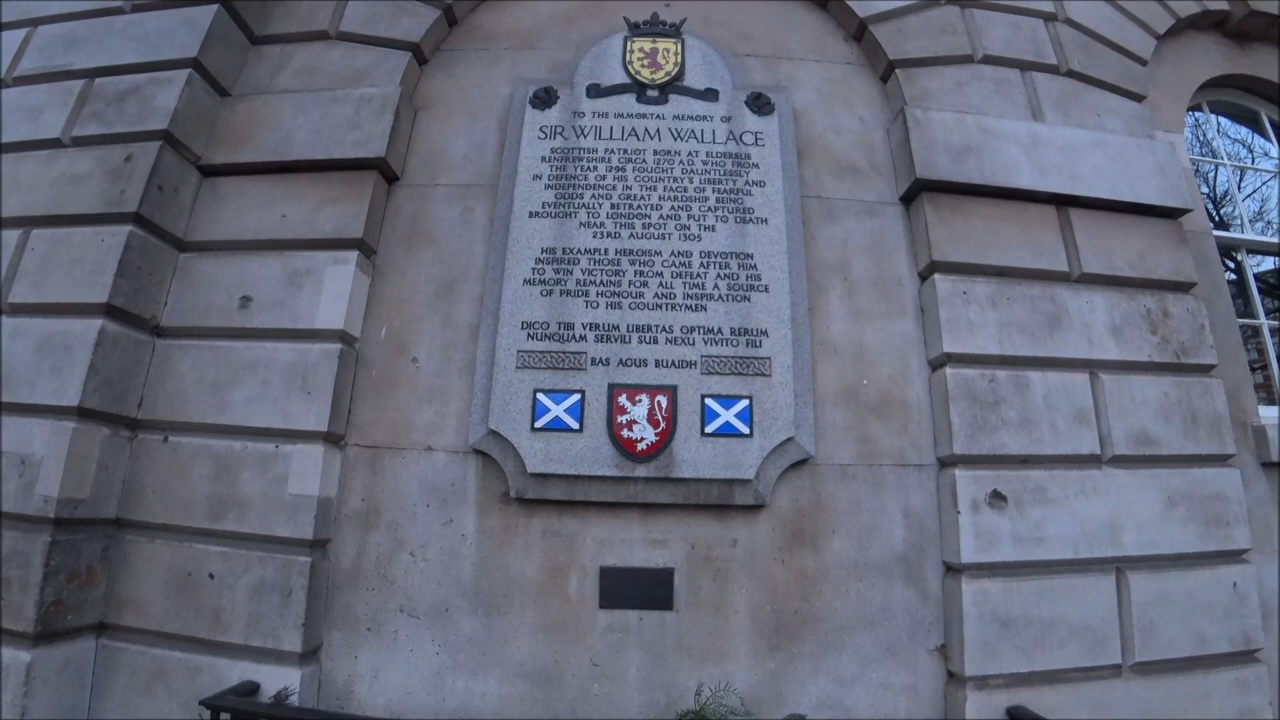 TO THE IMMORTAL MEMORY OF
SIR WILLIAM WALLACE
SCOTTISH PATRIOT BORN AT ELDERSLIE
RENFREWSHIRE CIRCA 1270 A.D. WHO FROM
THE YEAR 1296 FOUGHT DAUNTLESSLY
IN DEFENCE OF HIS COUNTRY'S LIBERTY AND
INDEPENDENCE IN THE FACE OF FEARFUL
ODDS AND GREAT HARDSHIP BEING
EVENTUALLY BETRAYED AND CAPTURED
BROUGHT TO LONDON AND PUT TO DEATH
NEAR THIS SPOT ON THE
23RD. AUGUST 1305
HIS EXAMPLE HEROISM AND DEVOTION
INSPIRED THOSE WHO CAME AFTER HIM
TO WIN VICTORY FROM DEFEAT AND HIS
MEMORY REMAINS FOR ALL TIME A SOURCE
OF PRIDE HONOUR AND INSPIRATION
TO HIS COUNTRYMEN
DICO TIBI VERUM LIBERTAS OPTIMA RERUM
NUNQUAM SERVILI SUB NEXU VIVITO FILI
BAS AGUS BUAIDH